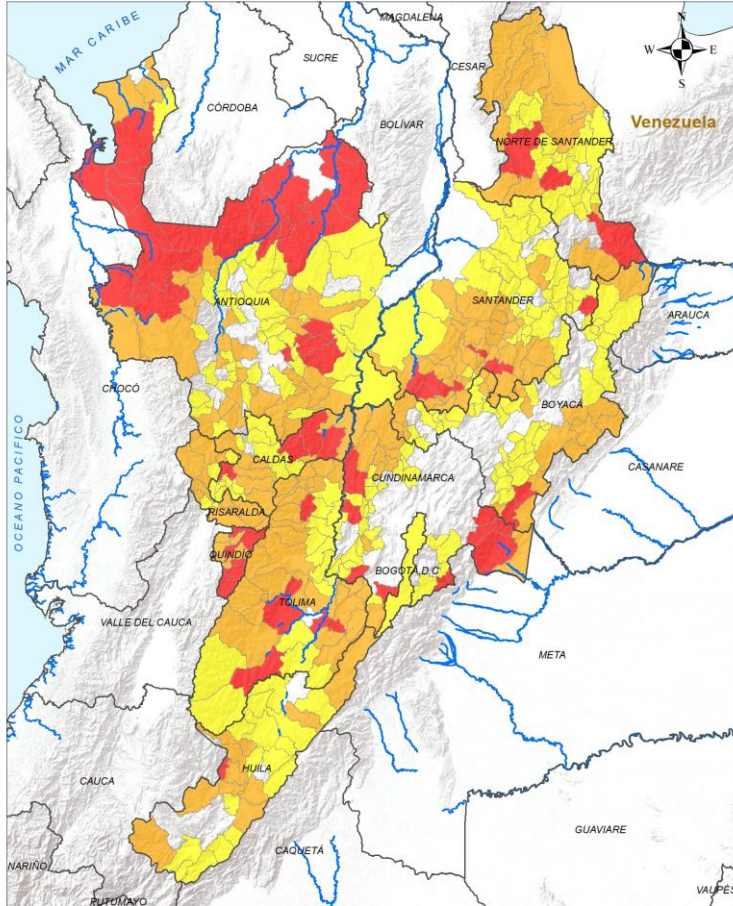 MAGDALENA
N
MAR CARIBE
SUCRE
W
E
CESAR
S
CÓRDOBA
BOLÍVAR
Venezuela
NORTE DE SANTANDER
ANTIOQUIA
SANTANDER
ARAUCA
CHOCÓ
BOYACÁ
CALDAS
CUNDINAMARCA
CASANARE
OCEANO PACIFICO
RISARALDA
QUINDÍO
BOGOTÁ, D.C
TOLIMA
VALLE DEL CAUCA
META
HUILA
CAUCA
GUAVIARE
CAQUETÁ
NARIÑO
PUTUMAYO
VAUPÉS